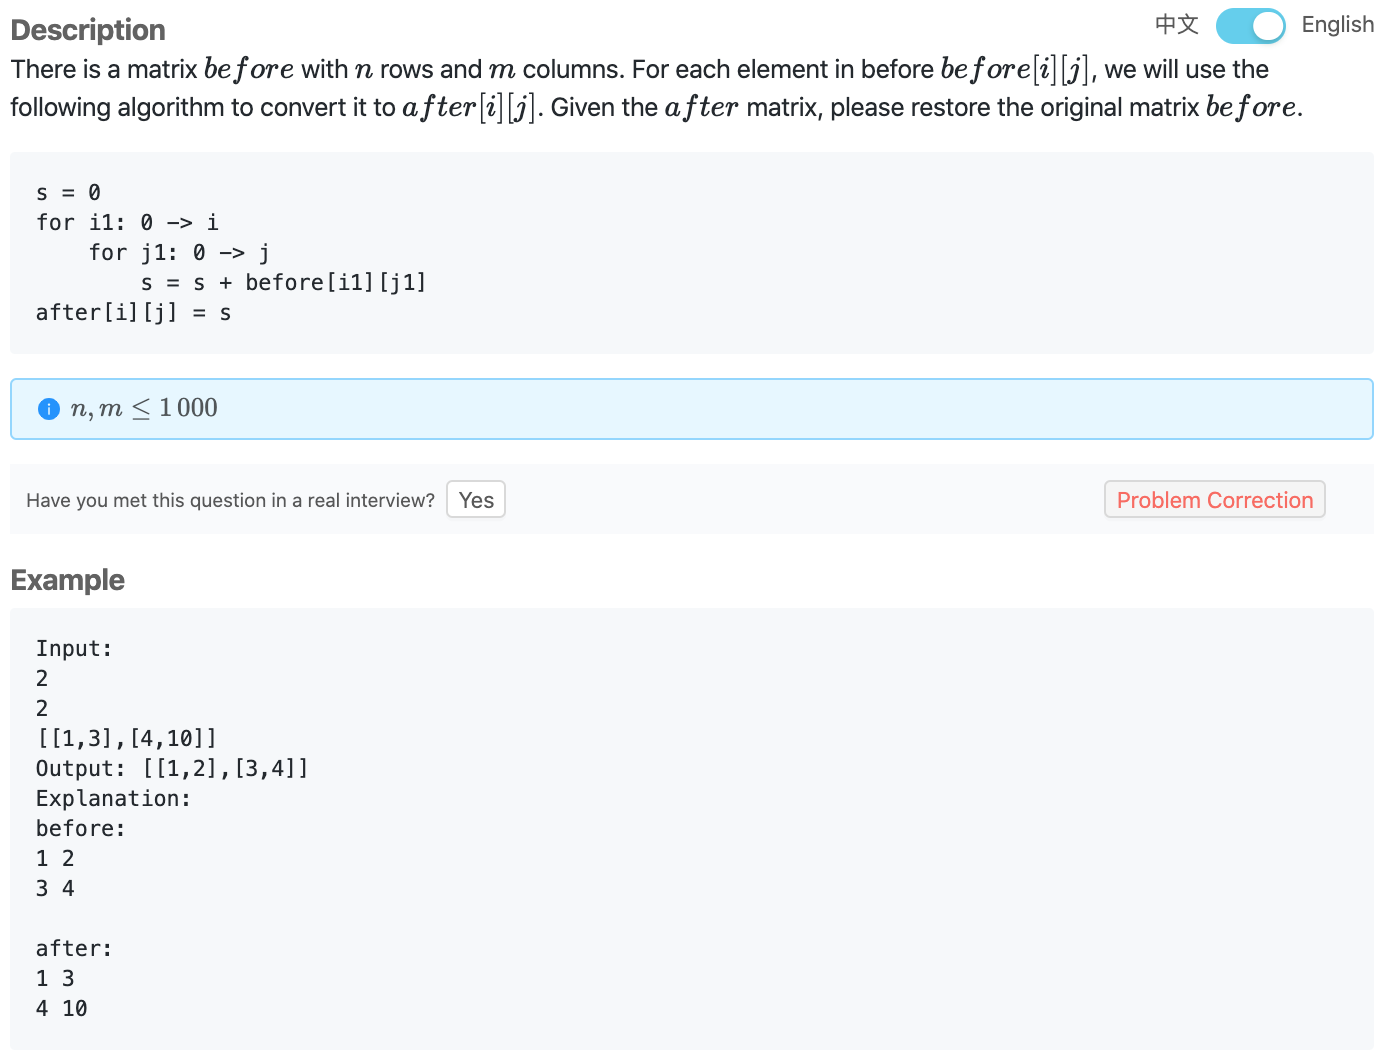 Description
中文 English
There is a matrix before with n rows and m columns. For each element in before before[i][j], we will use the
following algorithm to convert it to after[i][j]. Given the after matrix, please restore the original matrix before.
s = 0
for i1: 0 -> i
    for j1: 0 -> j
        s = s + before[i1][j1]
after[i][j] = s
n, m ≤ 1 000
Have you met this question in a real interview? Yes Problem Correction
Example
Input:
2
2
[[1,3],[4,10]]
Output: [[1,2],[3,4]]
Explanation:
before:
1 2
3 4
after:
1 3
4 10